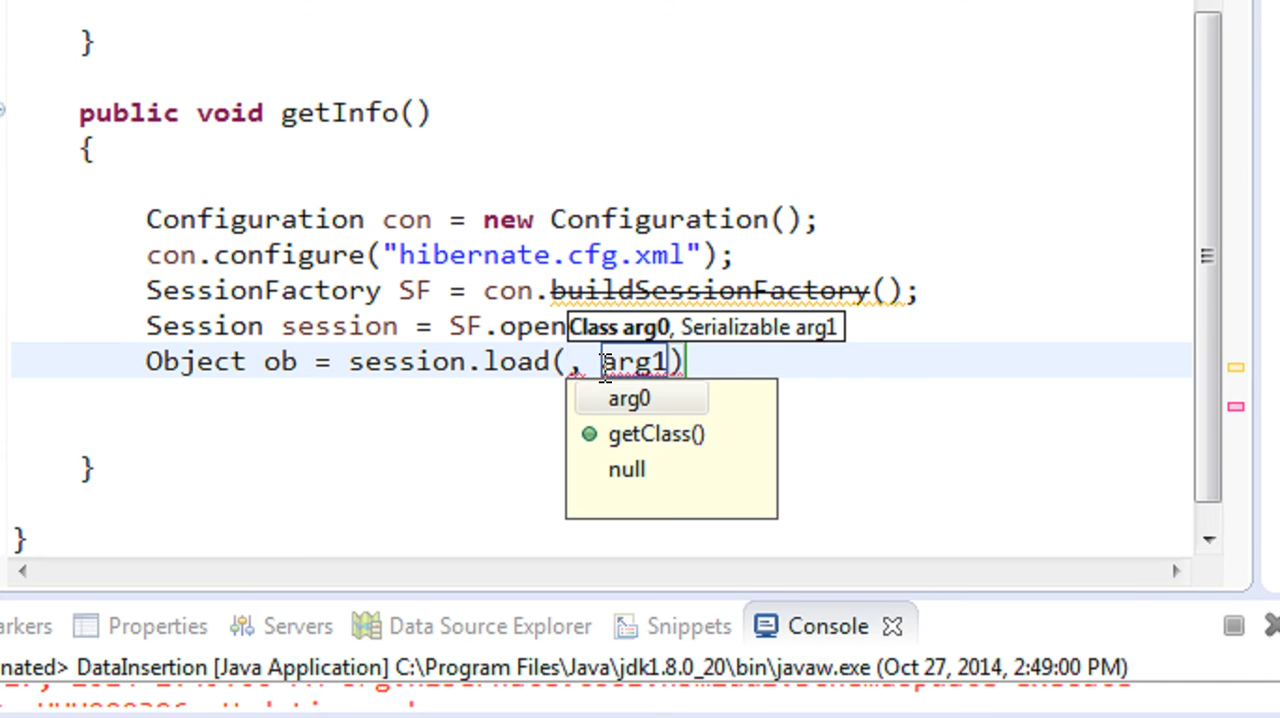 }
public void getInfo()
{
Configuration con = new Configuration();
con.configure("hibernate.cfg.xml");
SessionFactory SF = con.buildSessionFactory();
Session session = SF.open
Class arg0, Serializable arg1
Object ob = session.load(, arg1)
arg0
getClass()
null
}
}
arkers Properties Servers Data Source Explorer Snippets Console
nated> DataInsertion [Java Application] C:\Program Files\Java\jdk1.8.0_20\bin\javaw.exe (Oct 27, 2014, 2:49:00 PM)